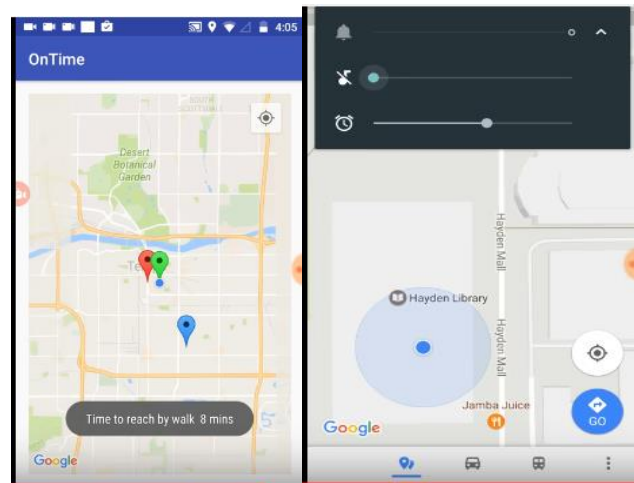 4:05
OnTime
Desert
Botanical
Garden
Te
Time to reach by walk 8 mins
Google
Hayden Mall
Hayden Library
Hayden Mall
Jamba Juice
GO
Google